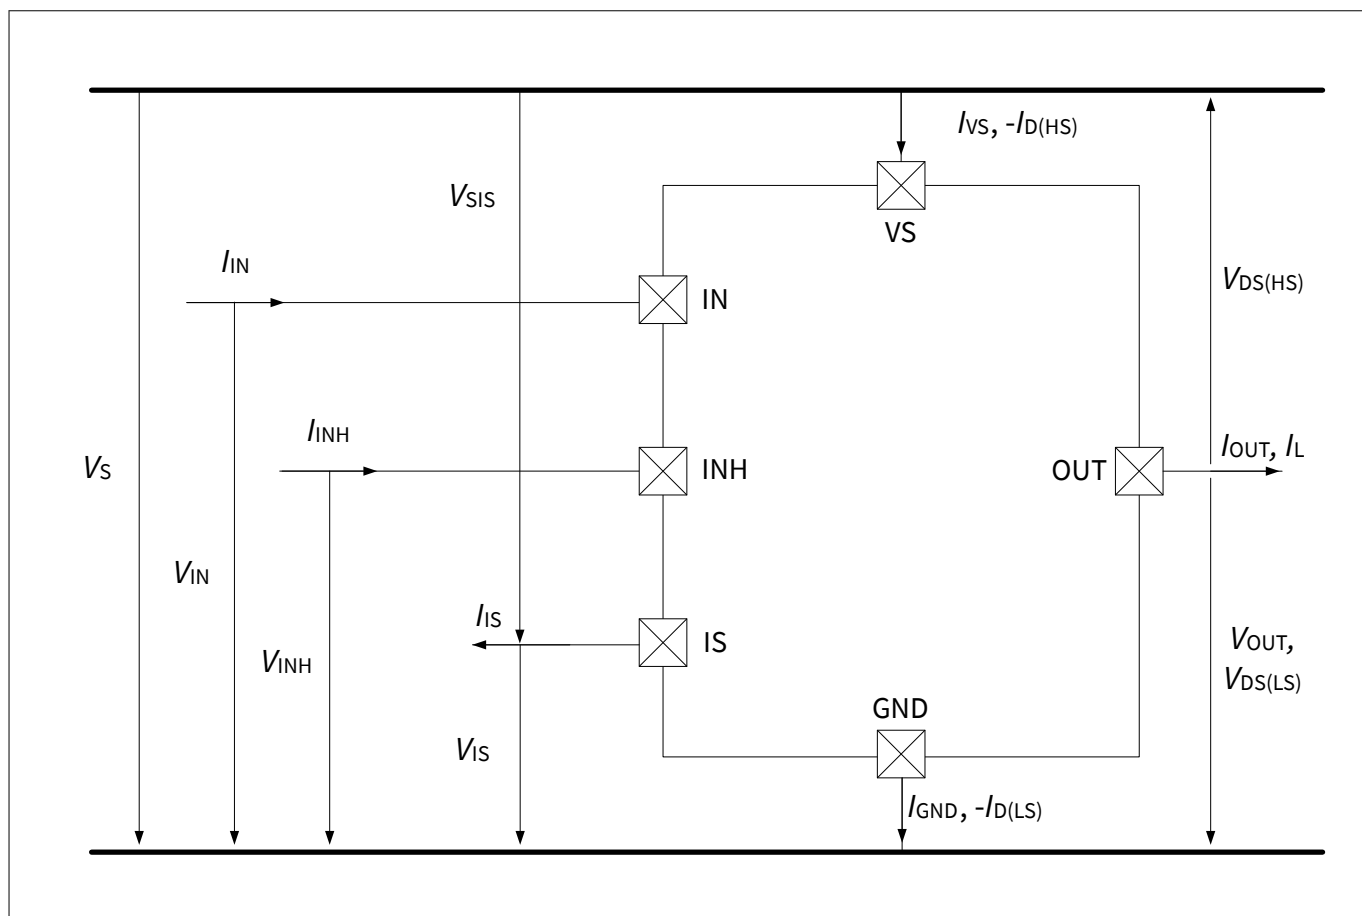 IVS, -ID(HS)
VSIS
VS
IIN
IN
VDS(HS)
IINH
VS
INH
OUT
IOUT, IL
VIN
IIS
IS
VINH
VOUT,
VDS(LS)
GND
VIS
IGND, -ID(LS)